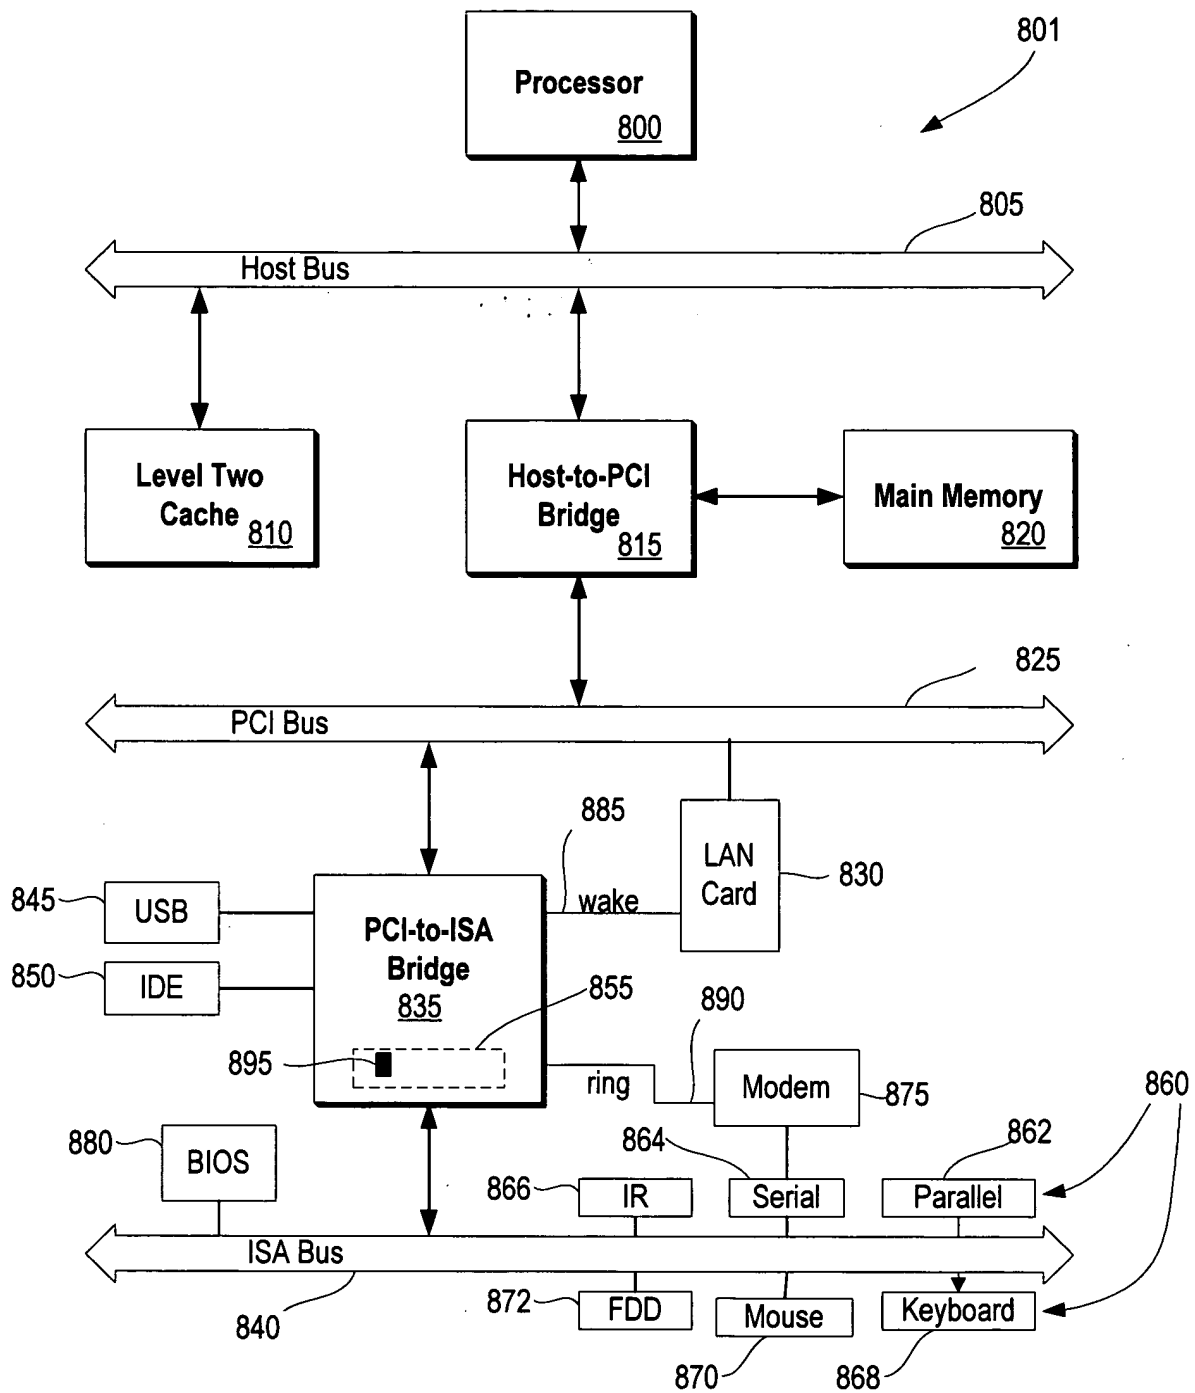 801
Processor
800
805
Host Bus
Level Two
Cache
810
Host-to-PCI
Bridge
815
Main Memory
820
825
PCI Bus
885
LAN
Card
830
wake
845
USB
PCI-to-ISA
Bridge
835
850
IDE
855
890
895
ring
Modem
875
860
880
BIOS
864
862
866
IR
Serial
Parallel
ISA Bus
840
872
FDD
Mouse
Keyboard
870
868